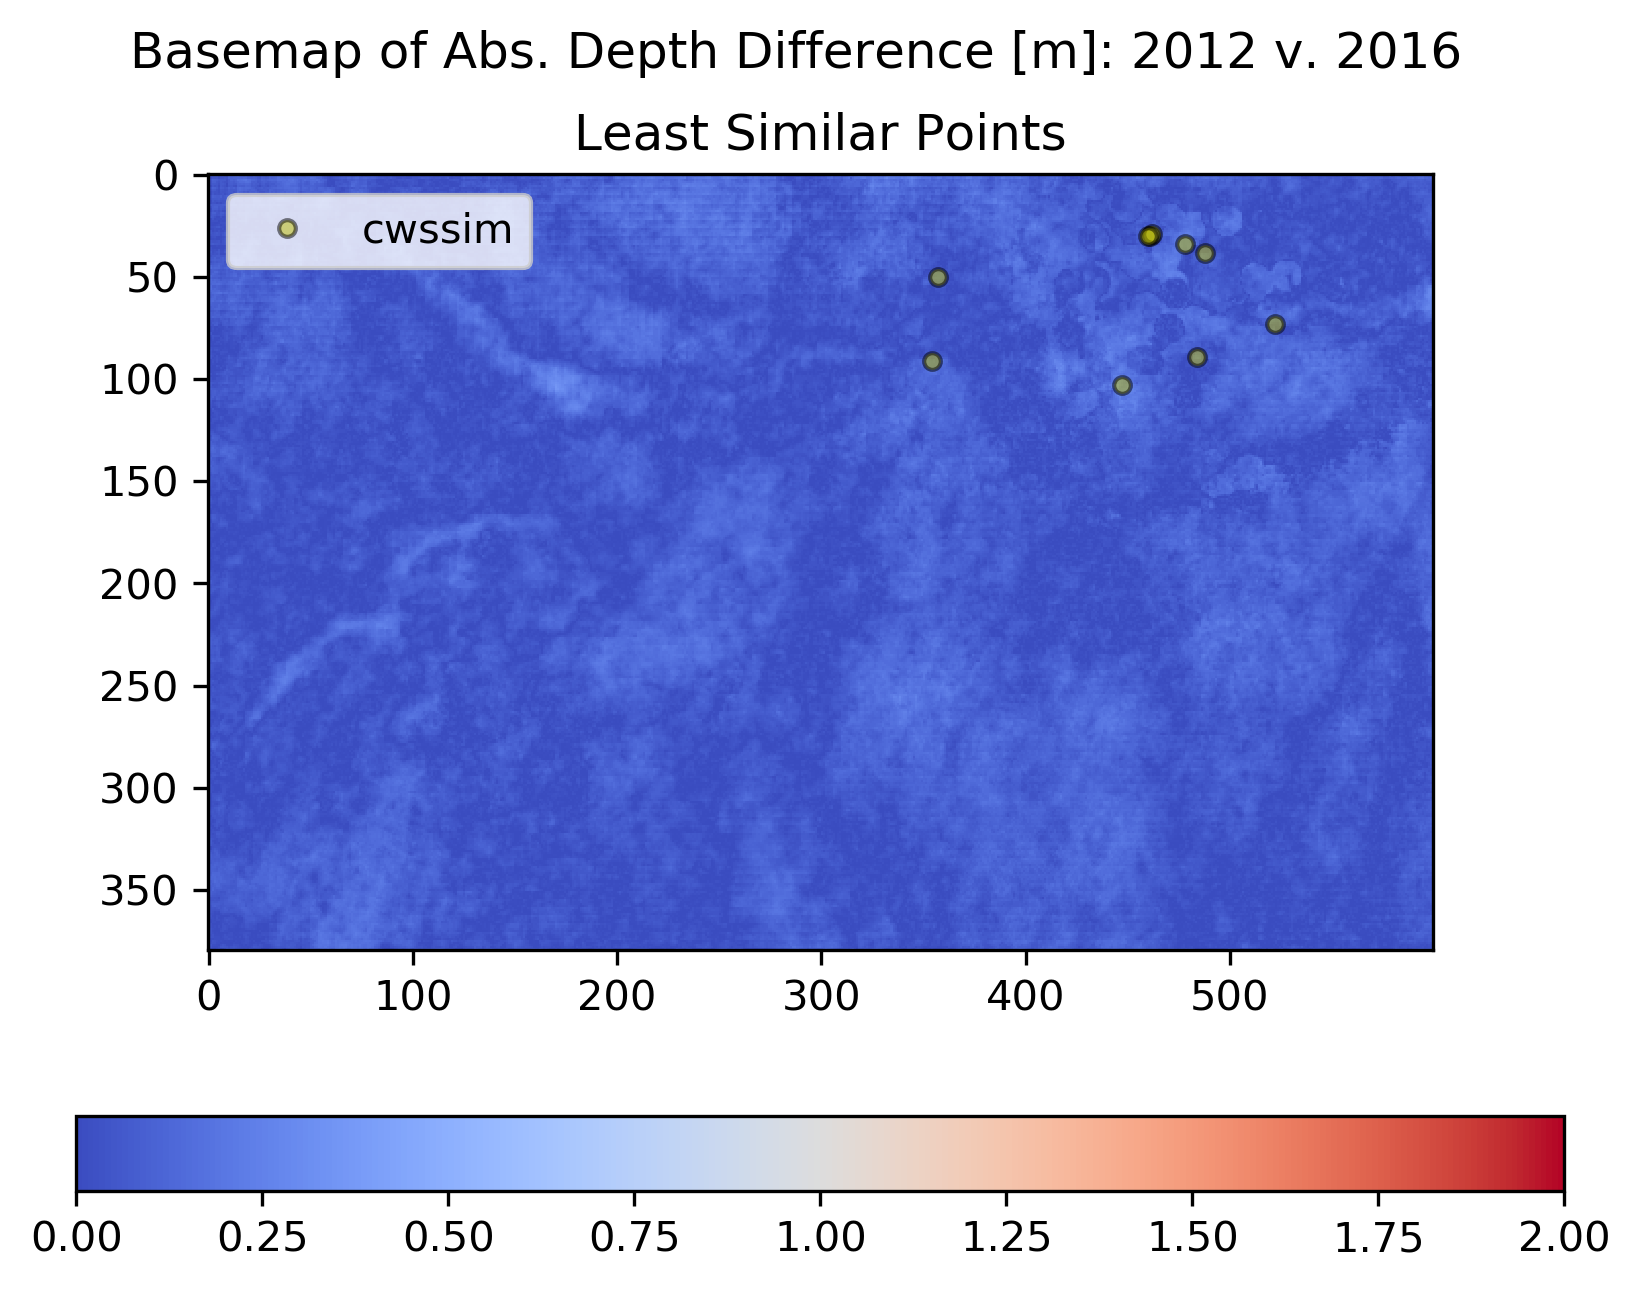 Basemap of Abs. Depth Difference [m]: 2012 v. 2016
Least Similar Points
cwssim
0
50
100
150
200
250
300
350
0 100 200 300 400 500
0.00 0.25 0.50 0.75 1.00 1.25 1.50 1.75 2.00